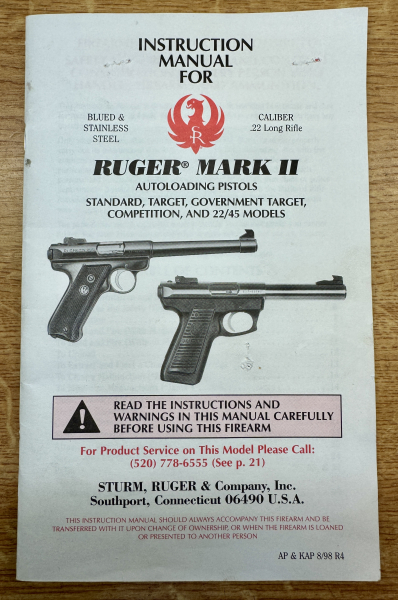 INSTRUCTION
MANUAL
FOR
BLUED &
STAINLESS
STEEL
CALIBER
.22 Long Rifle
RUGER® MARK II
AUTOLOADING PISTOLS
STANDARD, TARGET, GOVERNMENT TARGET,
COMPETITION, AND 22/45 MODELS
READ THE INSTRUCTIONS AND
WARNINGS IN THIS MANUAL CAREFULLY
BEFORE USING THIS FIREARM
For Product Service on This Model Please Call:
(520) 778-6555 (See p. 21)
STURM, RUGER & Company, Inc.
Southport, Connecticut 06490 U.S.A.
THIS INSTRUCTION MANUAL SHOULD ALWAYS ACCOMPANY THIS FIREARM AND BE
TRANSFERRED WITH IT UPON CHANGE OF OWNERSHIP, OR WHEN THE FIREARM IS LOANED
OR PRESENTED TO ANOTHER PERSON
AP & KAP 8/98 R4